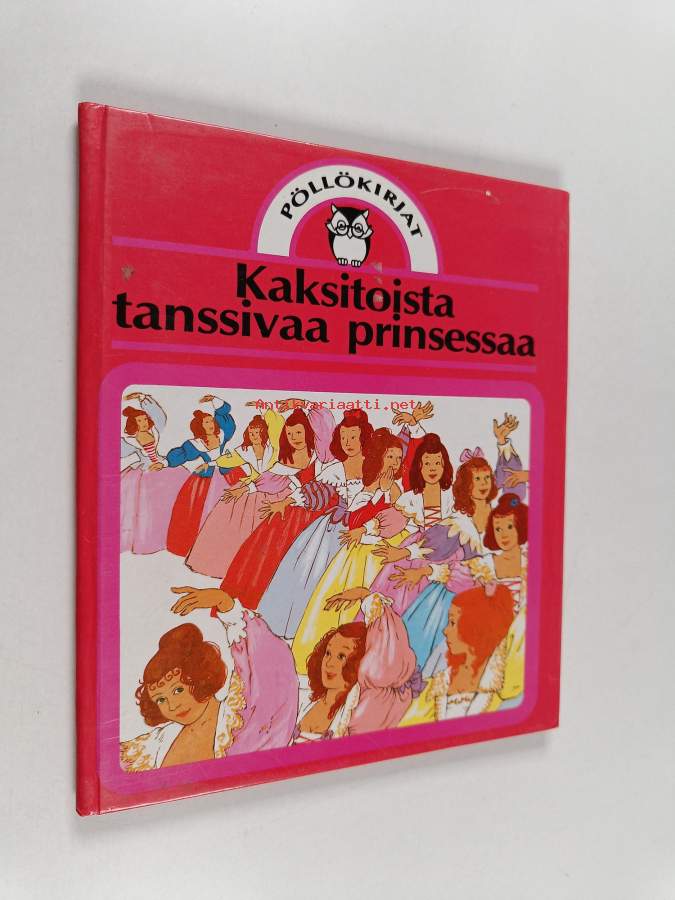 PÖLLÖKIRJAT
Kaksitoista
tanssivaa prinsessaa
Antikvariaatti.net